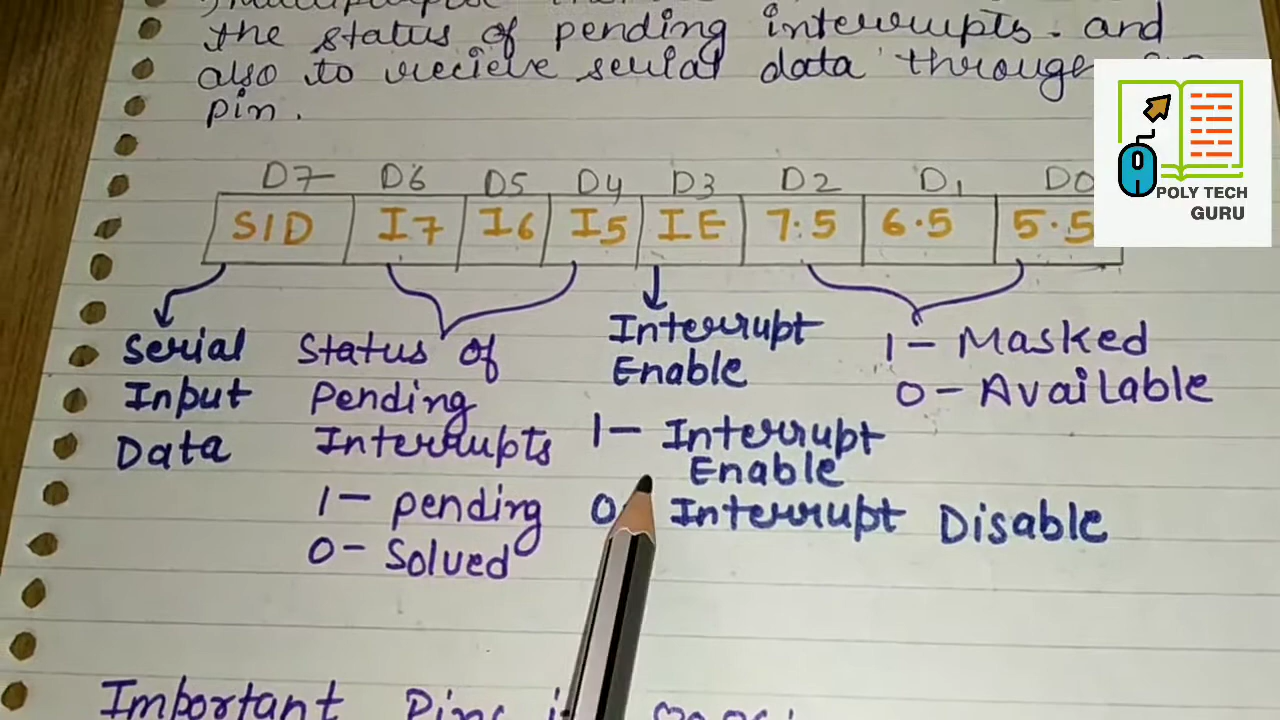 the status of pending interrupts. and
also to recieve serial data through
pin.
POLY TECH
GURU
D7 D6 D5 D4 D3 D2 D1 D0
SID I7 I6 I5 IE 7.5 6.5 5.5
Serial
Input
Data
Status of
Pending
Interrupts
1- pending
0- Solved
Interrupt
Enable
1- Interrupt
Enable
0 Interrupt Disable
1- Masked
0- Available
Important